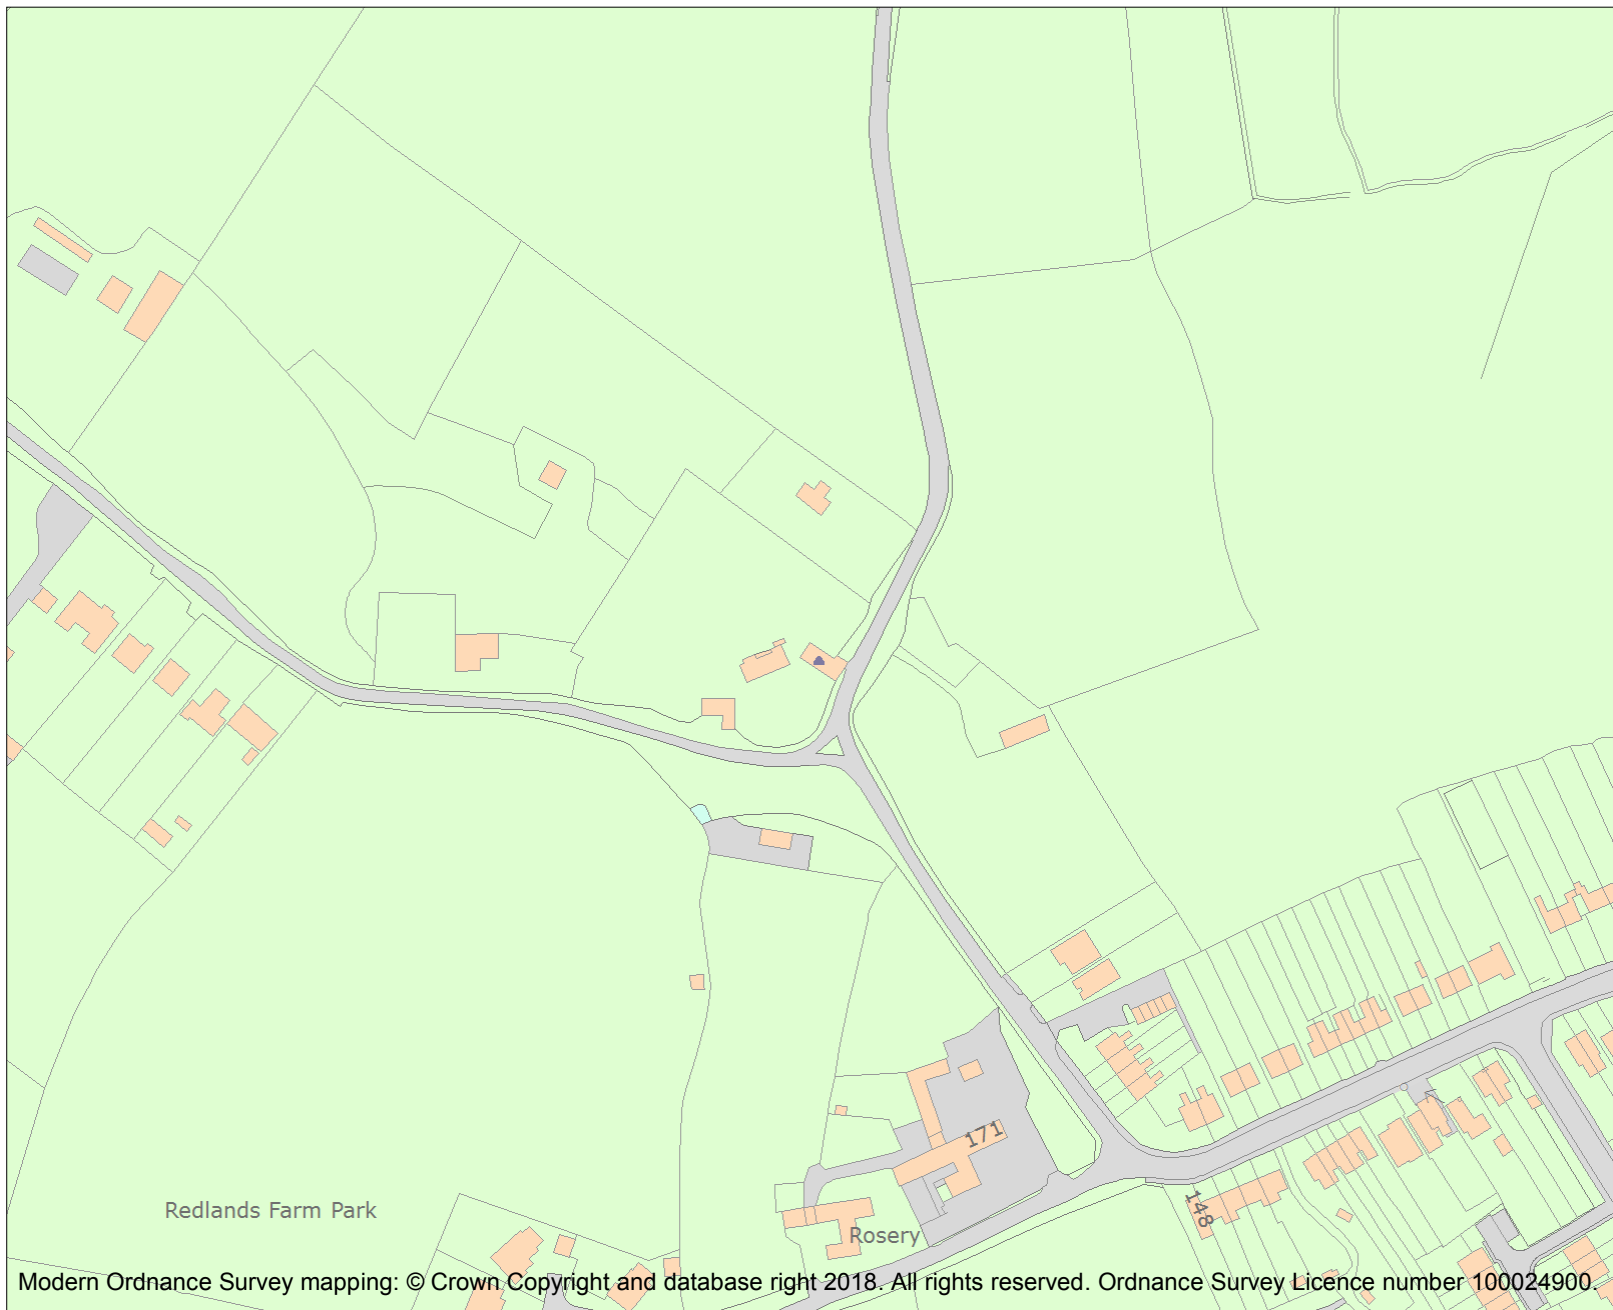 171
148
Redlands Farm Park
Rosery
Modern Ordnance Survey mapping: © Crown Copyright and database right 2018. All rights reserved. Ordnance Survey Licence number 100024900.